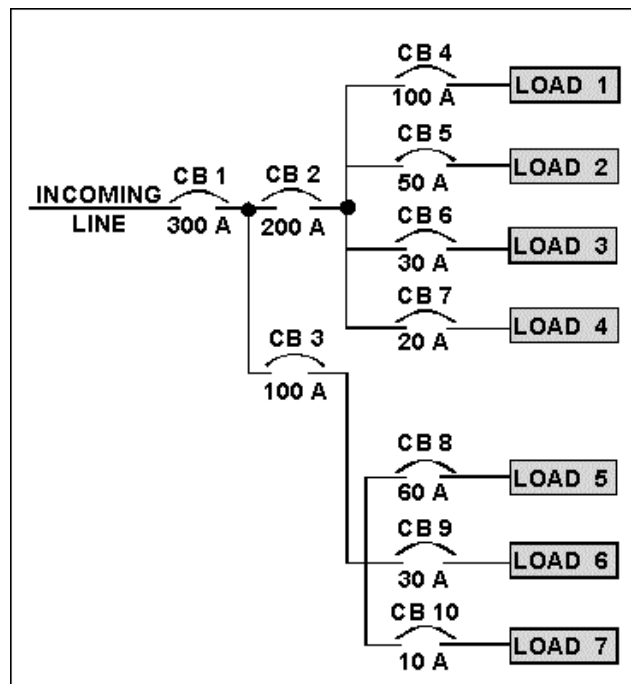 CB 4
100 A
LOAD 1
CB 5
50 A
LOAD 2
CB 1
CB 2
INCOMING
LINE
300 A
200 A
CB 6
30 A
LOAD 3
CB 7
20 A
LOAD 4
CB 3
100 A
CB 8
60 A
LOAD 5
CB 9
30 A
LOAD 6
CB 10
10 A
LOAD 7